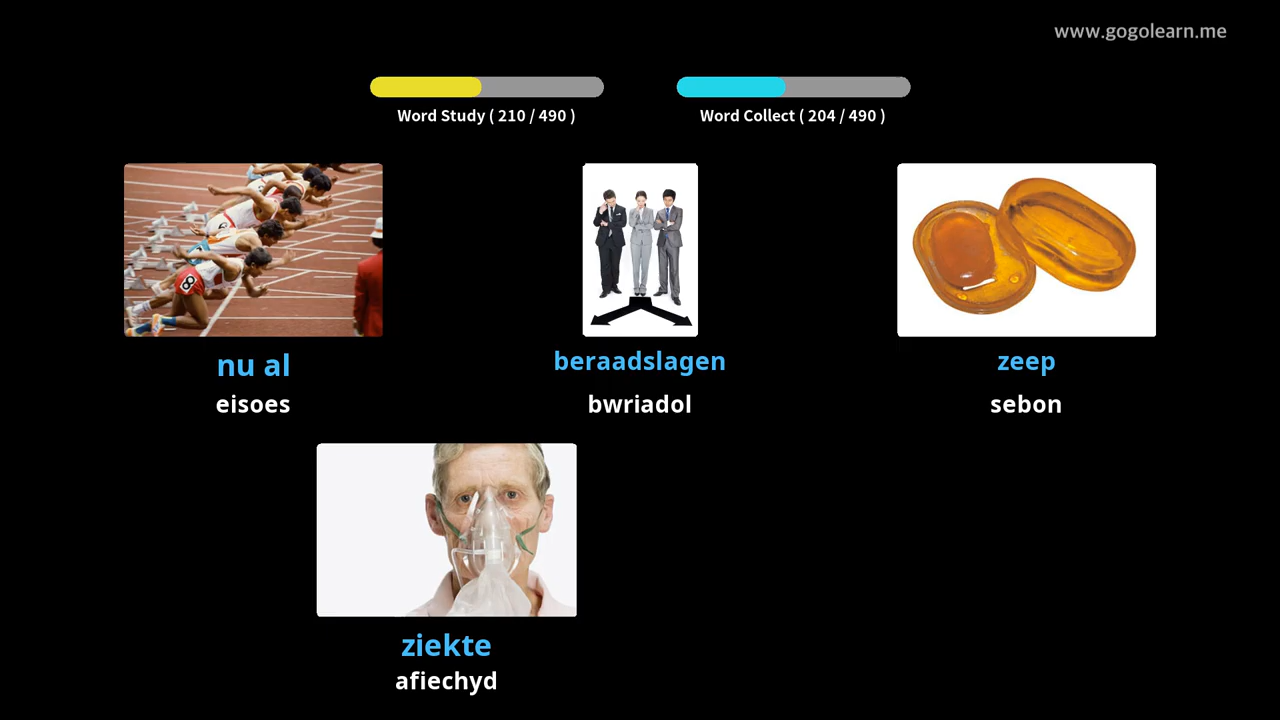 www.gogolearn.me
Word Study ( 210 / 490 )
Word Collect ( 204 / 490 )
nu al
eisoes
beraadslagen
bwriadol
zeep
sebon
ziekte
afiechyd